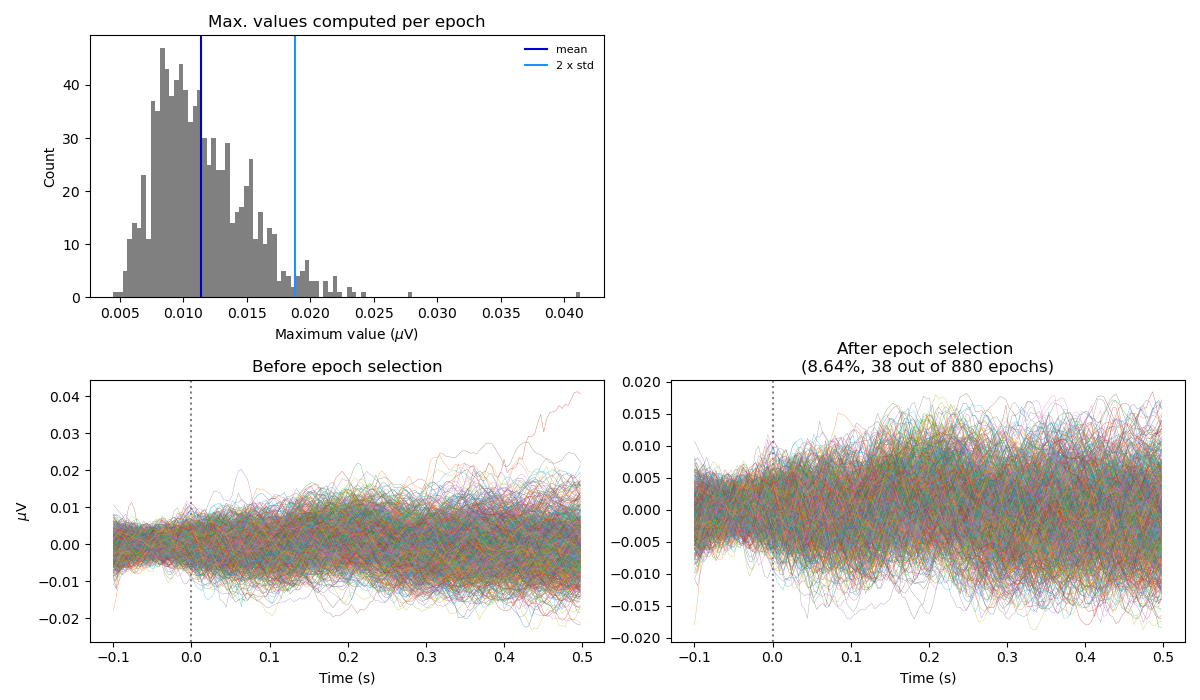 Max. values computed per epoch
mean
2 x std
Count
40
30
20
10
0
0.005 0.010 0.015 0.020 0.025 0.030 0.035 0.040
Maximum value (μV)
Before epoch selection
μV
0.04
0.03
0.02
0.01
0.00
−0.01
−0.02
−0.1 0.0 0.1 0.2 0.3 0.4 0.5
Time (s)
After epoch selection
(8.64%, 38 out of 880 epochs)
0.020
0.015
0.010
0.005
0.000
−0.005
−0.010
−0.015
−0.020
−0.1 0.0 0.1 0.2 0.3 0.4 0.5
Time (s)